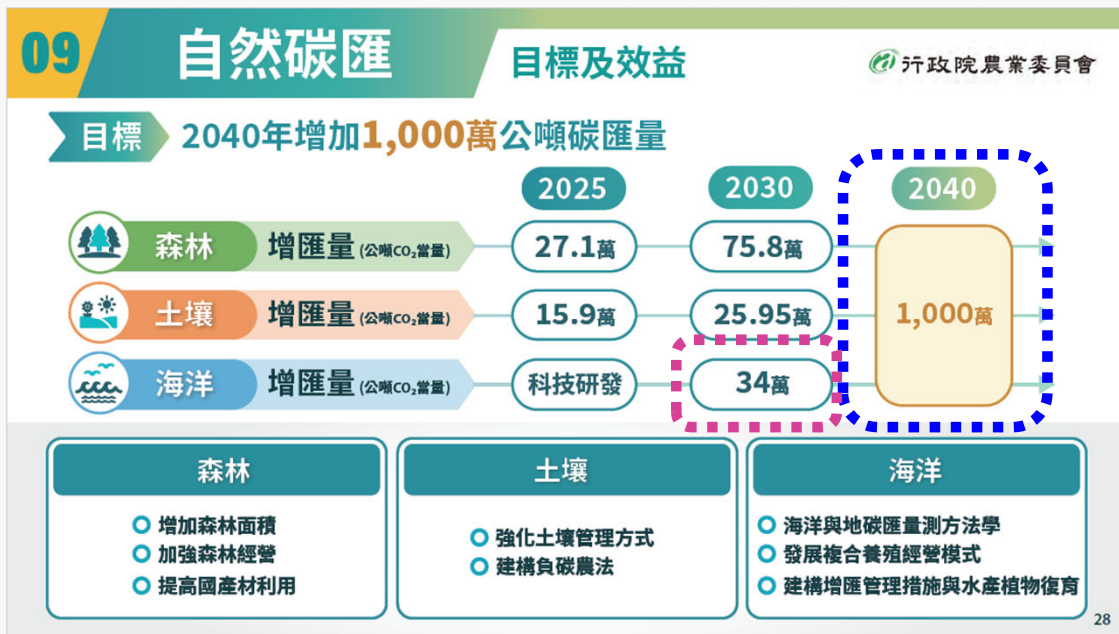 09 自然碳匯 目標及效益 行政院農業委員會
目標 2040年增加1,000萬公噸碳匯量
2025 2030 2040
森林 增匯量(公噸CO₂當量) 27.1萬 75.8萬
土壤 增匯量(公噸CO₂當量) 15.9萬 25.95萬 1,000萬
海洋 增匯量(公噸CO₂當量) 科技研發 34萬
森林
增加森林面積
加強森林經營
提高國產材利用
土壤
強化土壤管理方式
建構負碳農法
海洋
海洋與地碳匯量測方法學
發展複合養殖經營模式
建構增匯管理措施與水產植物復育
28